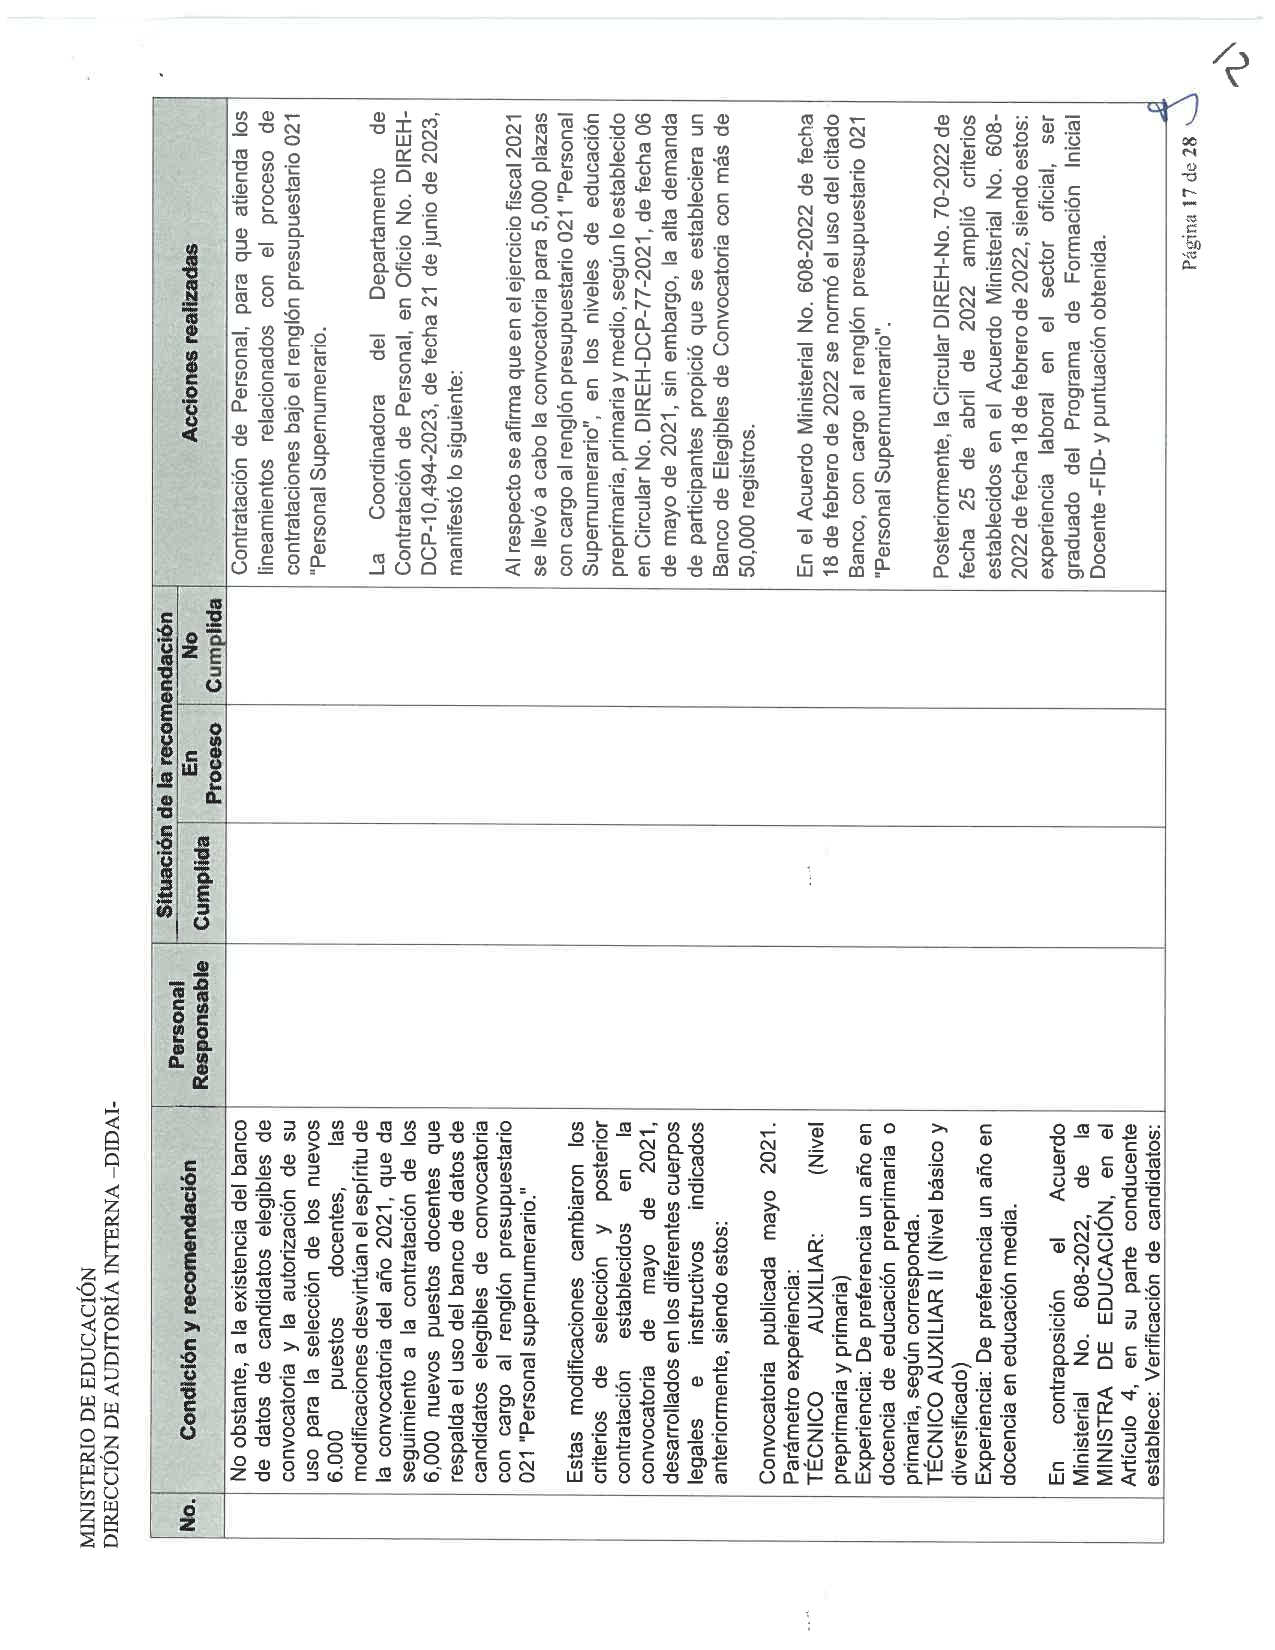 MINISTERIO DE EDUCACIÓN
DIRECCIÓN DE AUDITORÍA INTERNA –DIDAI-
No.
Condición y recomendación
Personal
Responsable
Situación de la recomendación
Cumplida
En
Proceso
No
Cumplida
Acciones realizadas
No obstante, a la existencia del banco
de datos de candidatos elegibles de
convocatoria y la autorización de su
uso para la selección de los nuevos
6.000 puestos docentes, las
modificaciones desvirtúan el espíritu de
la convocatoria del año 2021, que da
seguimiento a la contratación de los
6,000 nuevos puestos docentes que
respalda el uso del banco de datos de
candidatos elegibles de convocatoria
con cargo al renglón presupuestario
021 "Personal supernumerario."
Estas modificaciones cambiaron los
criterios de selección y posterior
contratación establecidos en la
convocatoria de mayo de 2021,
desarrollados en los diferentes cuerpos
legales e instructivos indicados
anteriormente, siendo estos:
Convocatoria publicada mayo 2021.
Parámetro experiencia:
TÉCNICO AUXILIAR: (Nivel
preprimaria y primaria)
Experiencia: De preferencia un año en
docencia de educación preprimaria o
primaria, según corresponda.
TÉCNICO AUXILIAR II (Nivel básico y
diversificado)
Experiencia: De preferencia un año en
docencia en educación media.
En contraposición el Acuerdo
Ministerial No. 608-2022, de la
MINISTRA DE EDUCACIÓN, en el
Artículo 4, en su parte conducente
establece: Verificación de candidatos:
Contratación de Personal, para que atienda los
lineamientos relacionados con el proceso de
contrataciones bajo el renglón presupuestario 021
"Personal Supermumerario.
La Coordinadora del Departamento de
Contratación de Personal, en Oficio No. DIREH-
DCP-10,494-2023, de fecha 21 de junio de 2023,
manifestó lo siguiente:
Al respecto se afirma que en el ejercicio fiscal 2021
se llevó a cabo la convocatoria para 5,000 plazas
con cargo al renglón presupuestario 021 "Personal
Supernumerario", en los niveles de educación
preprimaria, primaria y medio, según lo establecido
en Circular No. DIREH-DCP-77-2021, de fecha 06
de mayo de 2021, sin embargo, la alta demanda
de participantes propició que se estableciera un
Banco de Elegibles de Convocatoria con más de
50,000 registros.
En el Acuerdo Ministerial No. 608-2022 de fecha
18 de febrero de 2022 se normó el uso del citado
Banco, con cargo al renglón presupuestario 021
"Personal Supernumerario".
Posteriormente, la Circular DIREH-No. 70-2022 de
fecha 25 de abril de 2022 amplió criterios
establecidos en el Acuerdo Ministerial No. 608-
2022 de fecha 18 de febrero de 2022, siendo estos:
experiencia laboral en el sector oficial, ser
graduado del Programa de Formación Inicial
Docente -FID- y puntuación obtenida.
Página 17 de 28
12